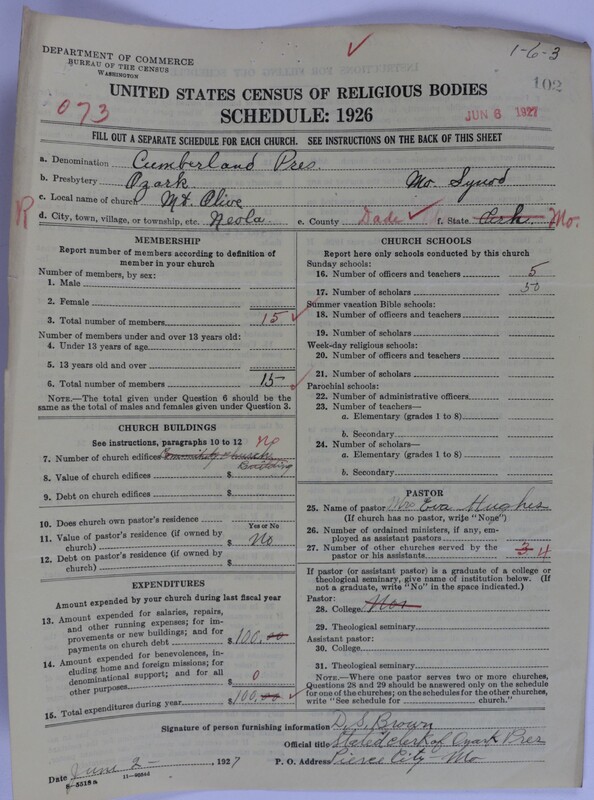 1-6-3
DEPARTMENT OF COMMERCE
BUREAU OF THE CENSUS
WASHINGTON
102
UNITED STATES CENSUS OF RELIGIOUS BODIES
SCHEDULE: 1926
073
JUN 6 1927
FILL OUT A SEPARATE SCHEDULE FOR EACH CHURCH. SEE INSTRUCTIONS ON THE BACK OF THIS SHEET
a. Denomination Cumberland Pres.
b. Presbytery Ozark Mo. Synod
c. Local name of church Mt. Olive
R
d. City, town, village, or township, etc. Neola e. County Dade f. State Mo.
MEMBERSHIP
Report number of members according to definition of
member in your church
Number of members, by sex:
1. Male
2. Female
3. Total number of members 15
Number of members under and over 13 years old:
4. Under 13 years of age
5. 13 years old and over
6. Total number of members 15
NOTE.—The total given under Question 6 should be the
same as the total of males and females given under Question 3.
CHURCH BUILDINGS
See instructions, paragraphs 10 to 12 no
7. Number of church edifices Community church
Building
8. Value of church edifices $
9. Debt on church edifices $
10. Does church own pastor's residence
Yes or No
11. Value of pastor's residence (if owned by
church) $ No
12. Debt on pastor's residence (if owned by
church) $
EXPENDITURES
Amount expended by your church during last fiscal year
13. Amount expended for salaries, repairs,
and other running expenses; for im-
provements or new buildings; and for
payments on church debt $100.00
14. Amount expended for benevolences, in-
cluding home and foreign missions; for
denominational support; and for all
other purposes $ 0
15. Total expenditures during year $100.00
CHURCH SCHOOLS
Report here only schools conducted by this church
Sunday schools:
16. Number of officers and teachers 5
17. Number of scholars 50
Summer vacation Bible schools:
18. Number of officers and teachers
19. Number of scholars
Week-day religious schools:
20. Number of officers and teachers
21. Number of scholars
Parochial schools:
22. Number of administrative officers
23. Number of teachers—
a. Elementary (grades 1 to 8)
b. Secondary
24. Number of scholars—
a. Elementary (grades 1 to 8)
b. Secondary
PASTOR
25. Name of pastor Mrs Eva Hughes
(If church has no pastor, write "None")
26. Number of ordained ministers, if any, em-
ployed as assistant pastors
27. Number of other churches served by the
pastor or his assistants 3 4
If pastor (or assistant pastor) is a graduate of a college or
theological seminary, give name of institution below. (If
not a graduate, write "No" in the space indicated.)
Pastor:
28. College
29. Theological seminary
Assistant pastor:
30. College
31. Theological seminary
NOTE.—Where one pastor serves two or more churches,
Questions 28 and 29 should be answered only on the schedule
for one of the churches; on the schedules for the other churches,
write "See schedule for church."
Signature of person furnishing information D. S. Brown
Official title Stated clerk of Ozark Pres
Date June 2 , 1927 P. O. Address Pierce City Mo
8-5518a 11-9034d